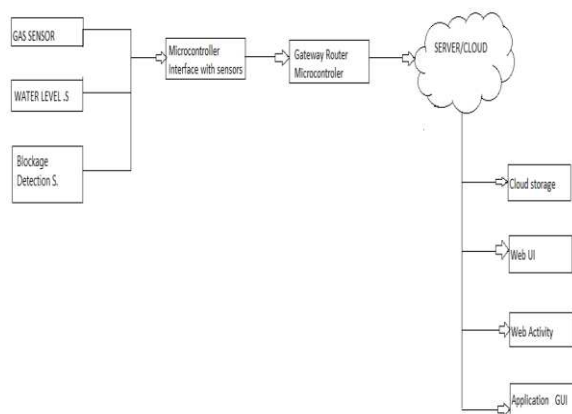 GAS SENSOR
WATER LEVEL .S
Blockage
Detection S.
Microcontroller
Interface with sensors
Gateway Router
Microcontroler
SERVER/CLOUD
Cloud storage
Web UI
Web Activity
Application GUI